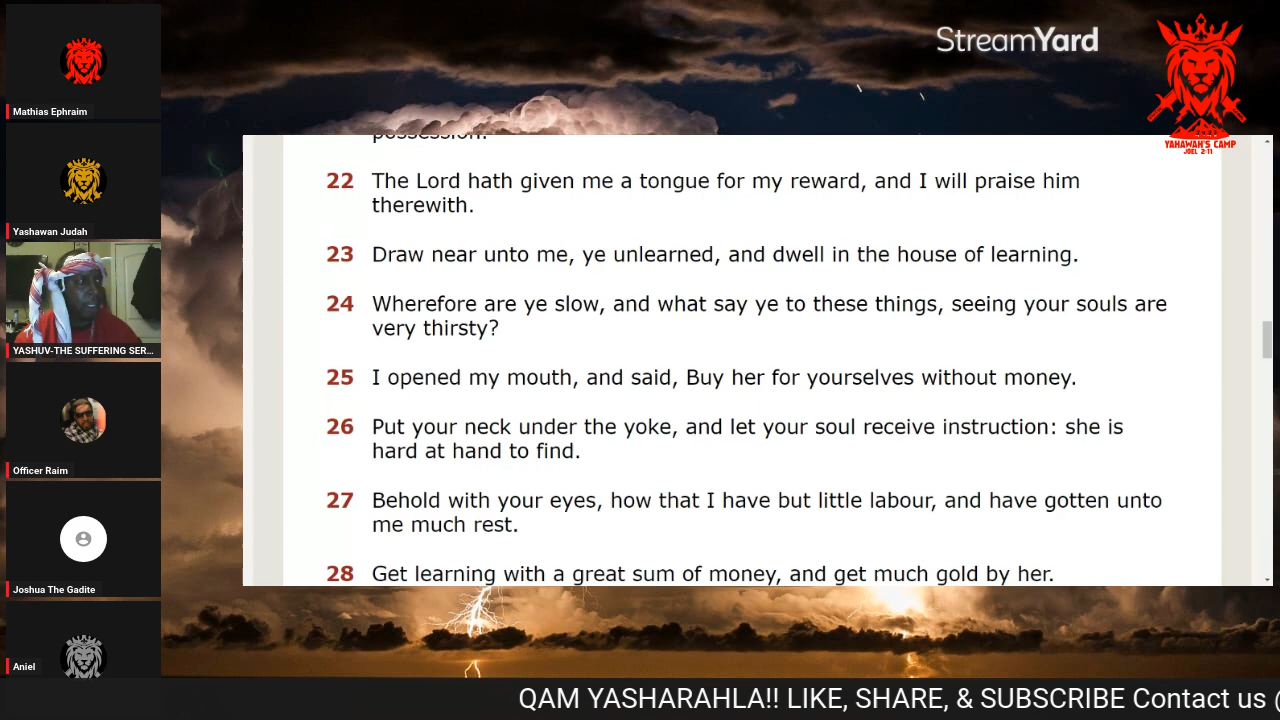 StreamYard
YAHAWAH'S CAMP
JOEL 2:11
Mathias Ephraim
Yashawan Judah
YASHUV-THE SUFFERING SER...
Officer Raim
Joshua The Gadite
Aniel
possession.
22 The Lord hath given me a tongue for my reward, and I will praise him
therewith.
23 Draw near unto me, ye unlearned, and dwell in the house of learning.
24 Wherefore are ye slow, and what say ye to these things, seeing your souls are
very thirsty?
25 I opened my mouth, and said, Buy her for yourselves without money.
26 Put your neck under the yoke, and let your soul receive instruction: she is
hard at hand to find.
27 Behold with your eyes, how that I have but little labour, and have gotten unto
me much rest.
28 Get learning with a great sum of money, and get much gold by her.
QAM YASHARAHLA!! LIKE, SHARE, & SUBSCRIBE Contact us (